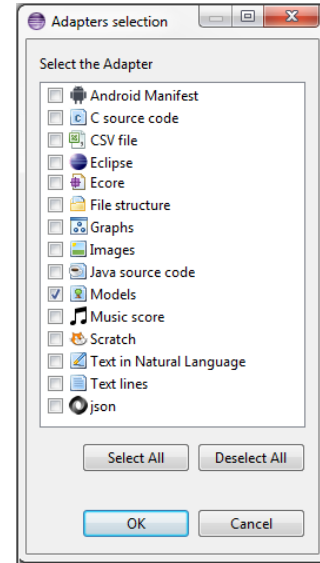 Adapters selection
Select the Adapter
Android Manifest
C source code
CSV file
Eclipse
Ecore
File structure
Graphs
Images
Java source code
Models
Music score
Scratch
Text in Natural Language
Text lines
json
Select All Deselect All
OK Cancel